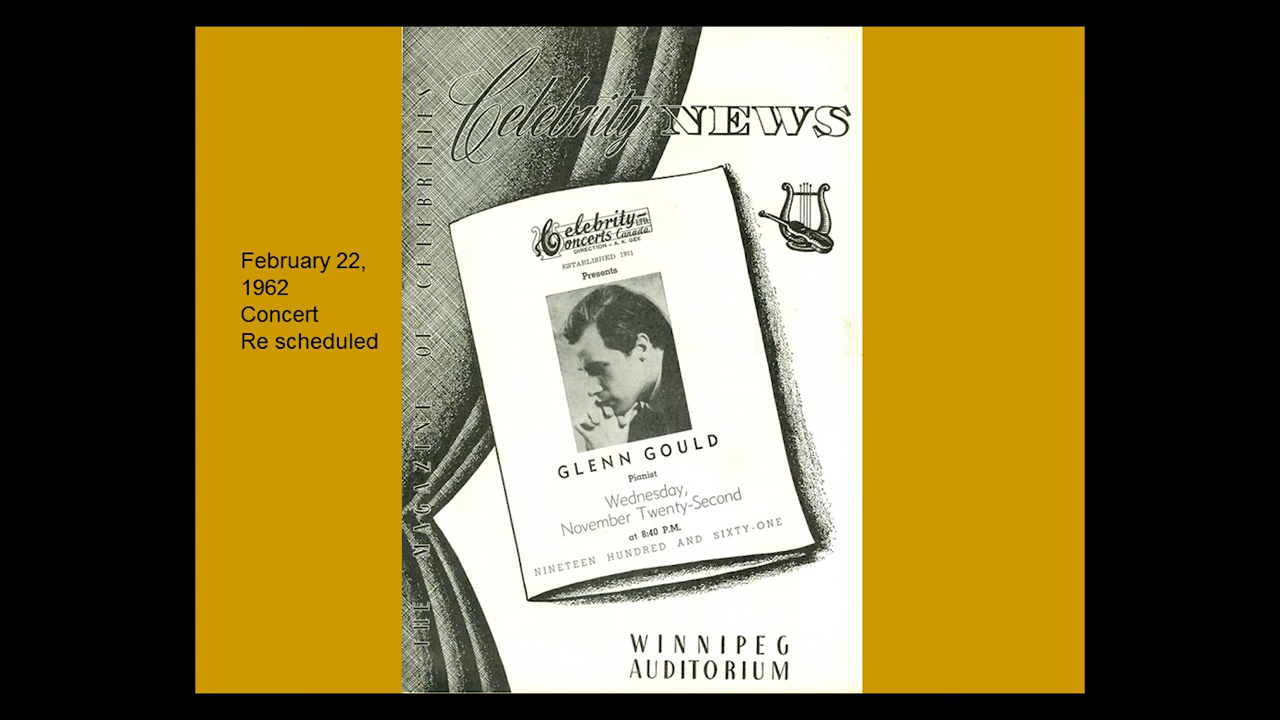 February 22,
1962
Concert
Re scheduled
THE MAGAZINE OF CELEBRITIES
Celebrity NEWS
Celebrity LTD.
Concerts Canada
DIRECTION - A. K. GEE
ESTABLISHED 1911
Presents
GLENN GOULD
Pianist
Wednesday,
November Twenty-Second
at 8:40 P.M.
NINETEEN HUNDRED AND SIXTY-ONE
WINNIPEG
AUDITORIUM